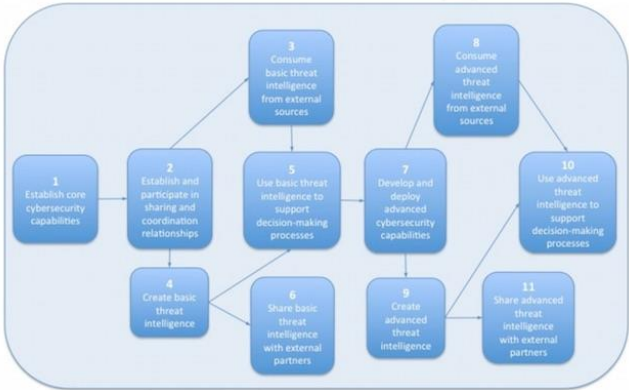 1
Establish core
cybersecurity
capabilities
2
Establish and
participate in
sharing and
coordination
relationships
3
Consume
basic threat
intelligence
from external
sources
4
Create basic
threat
intelligence
5
Use basic threat
intelligence to
support
decision-making
processes
6
Share basic
threat
intelligence
with external
partners
7
Develop and
deploy
advanced
cybersecurity
capabilities
8
Consume
advanced
threat
intelligence
from external
sources
9
Create
advanced
threat
intelligence
10
Use advanced
threat
intelligence to
support
decision-making
processes
11
Share advanced
threat
intelligence
with external
partners